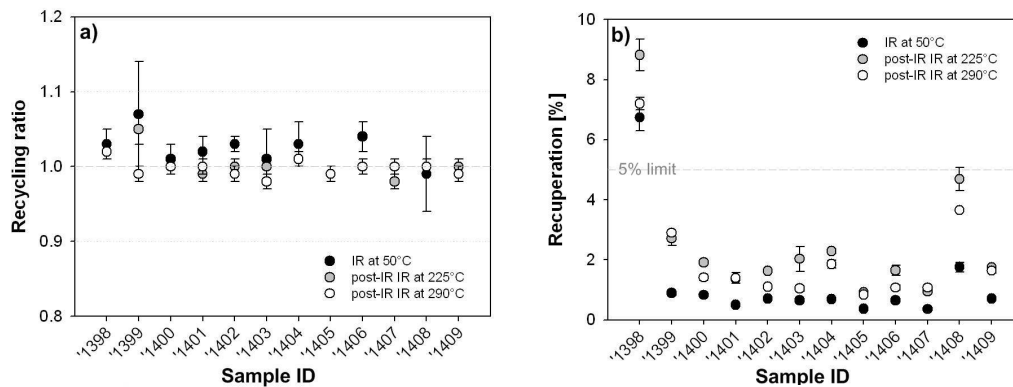 a)
Recycling ratio
1.2
1.1
1.0
0.9
0.8
IR at 50°C
post-IR IR at 225°C
post-IR IR at 290°C
'1398
'1399
'1400
'1401
'1402
'1403
'1404
'1405
'1406
'1407
'1408
'1409
Sample ID
b)
Recuperation [%]
10
8
6
4
2
0
IR at 50°C
post-IR IR at 225°C
post-IR IR at 290°C
5% limit
'1398
'1399
'1400
'1401
'1402
'1403
'1404
'1405
'1406
'1407
'1408
'1409
Sample ID